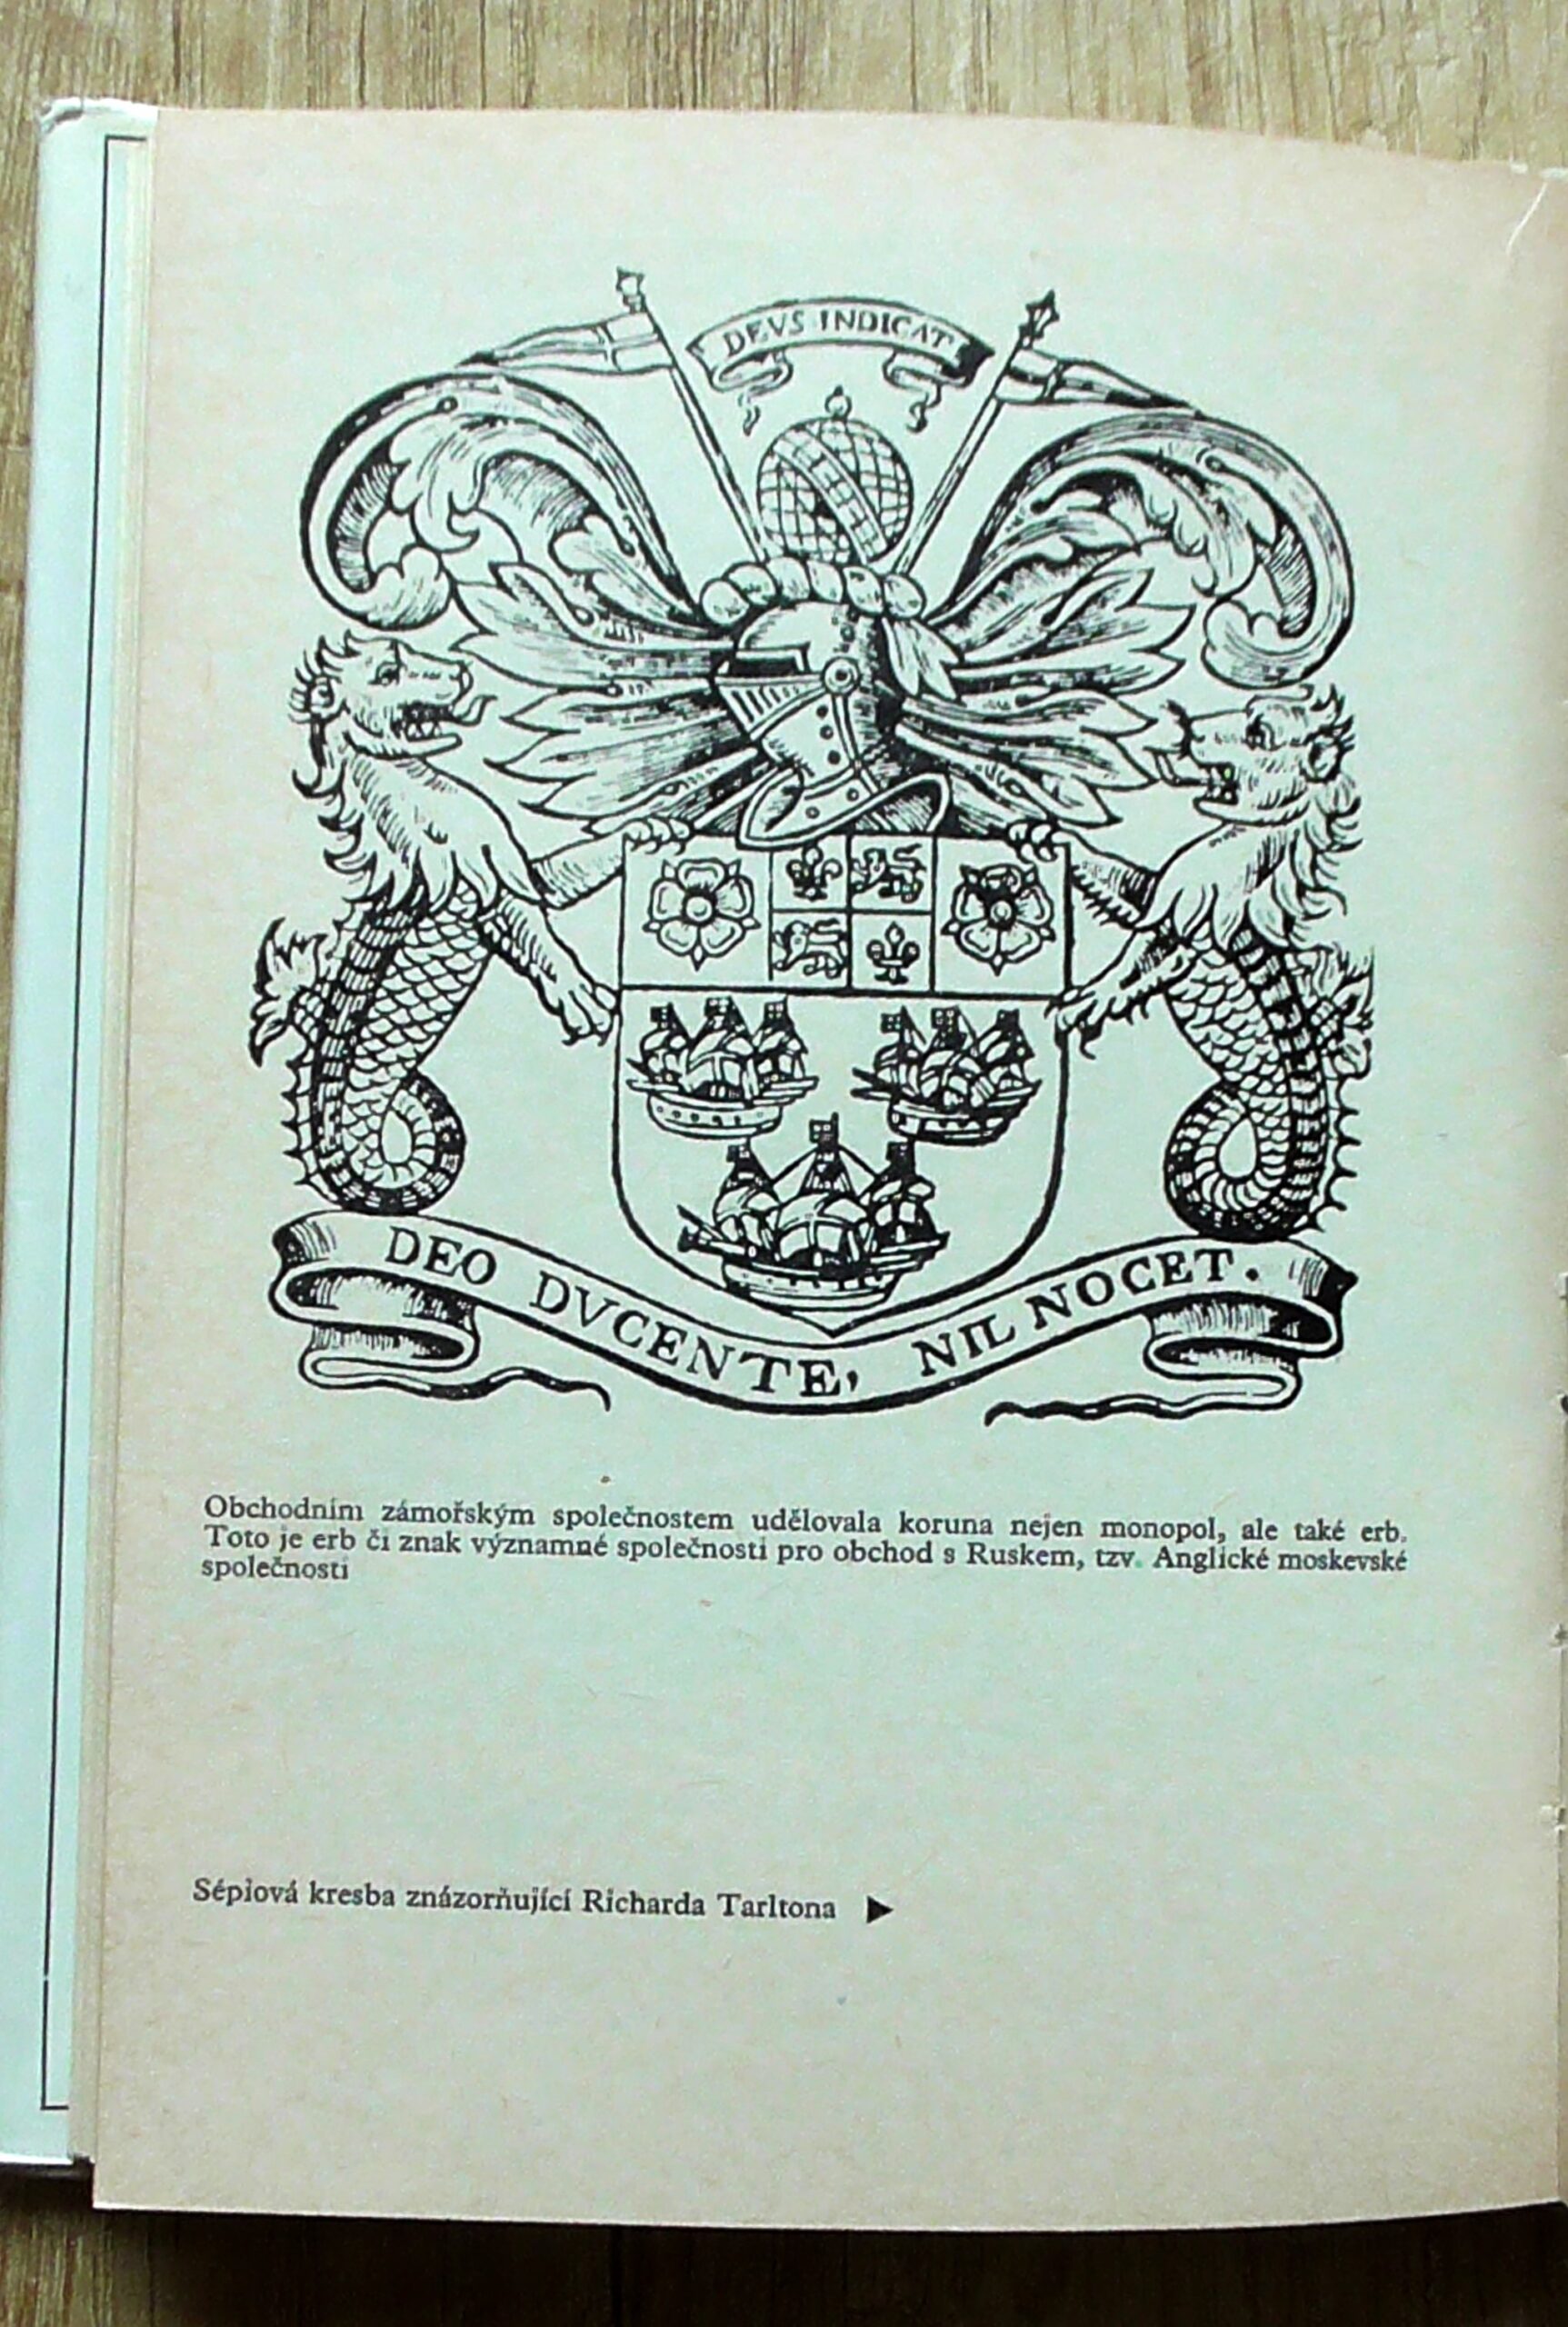 DEVS INDICAT
DEO DVCENTE, NIL NOCET.
Obchodním zámořským společnostem udělovala koruna nejen monopol, ale také erb.
Toto je erb či znak významné společnosti pro obchod s Ruskem, tzv. Anglické moskevské
společnosti
Sépiová kresba znázorňující Richarda Tarltona ▶